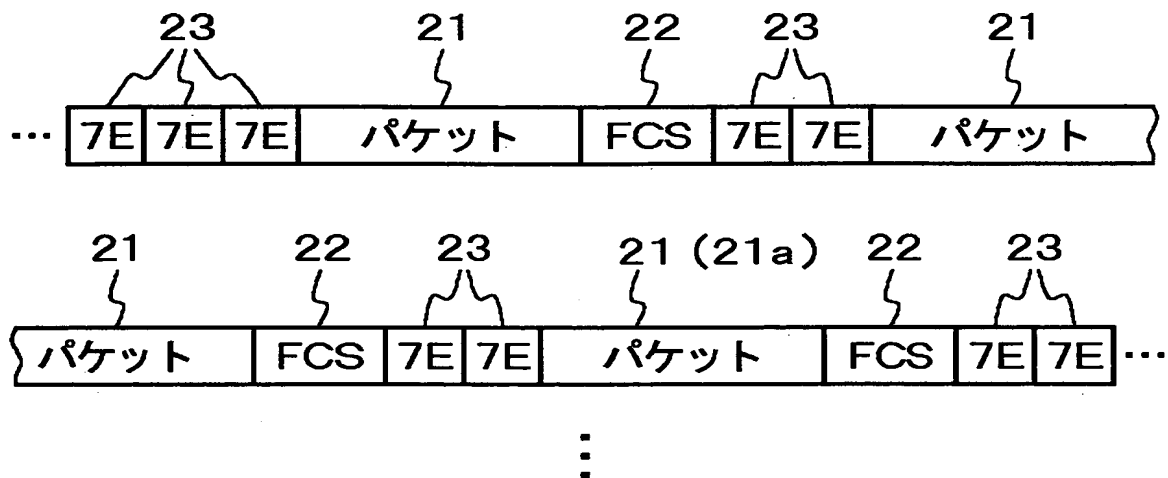 23 21 22 23 21
… 7E 7E 7E パケット FCS 7E 7E パケット
21 22 23 21 (21a) 22 23
パケット FCS 7E 7E パケット FCS 7E 7E …
⋮